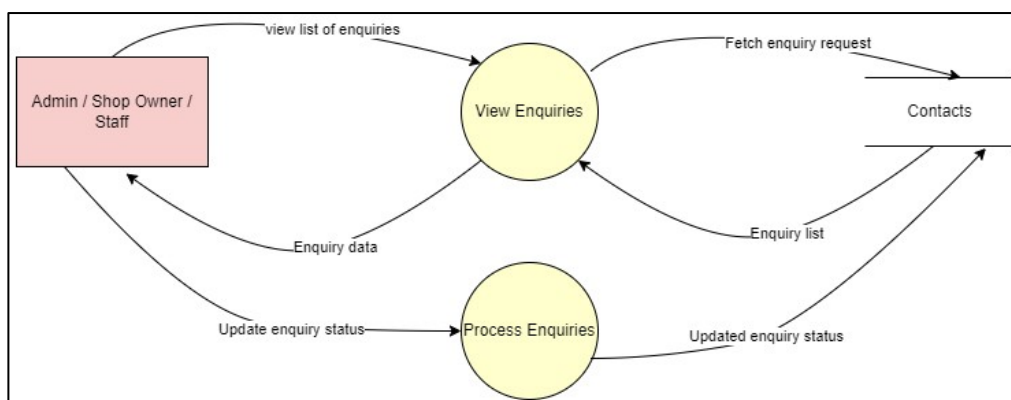 view list of enquiries
Fetch enquiry request
Admin / Shop Owner /
Staff
View Enquiries
Contacts
Enquiry data
Enquiry list
Update enquiry status
Process Enquiries
Updated enquiry status